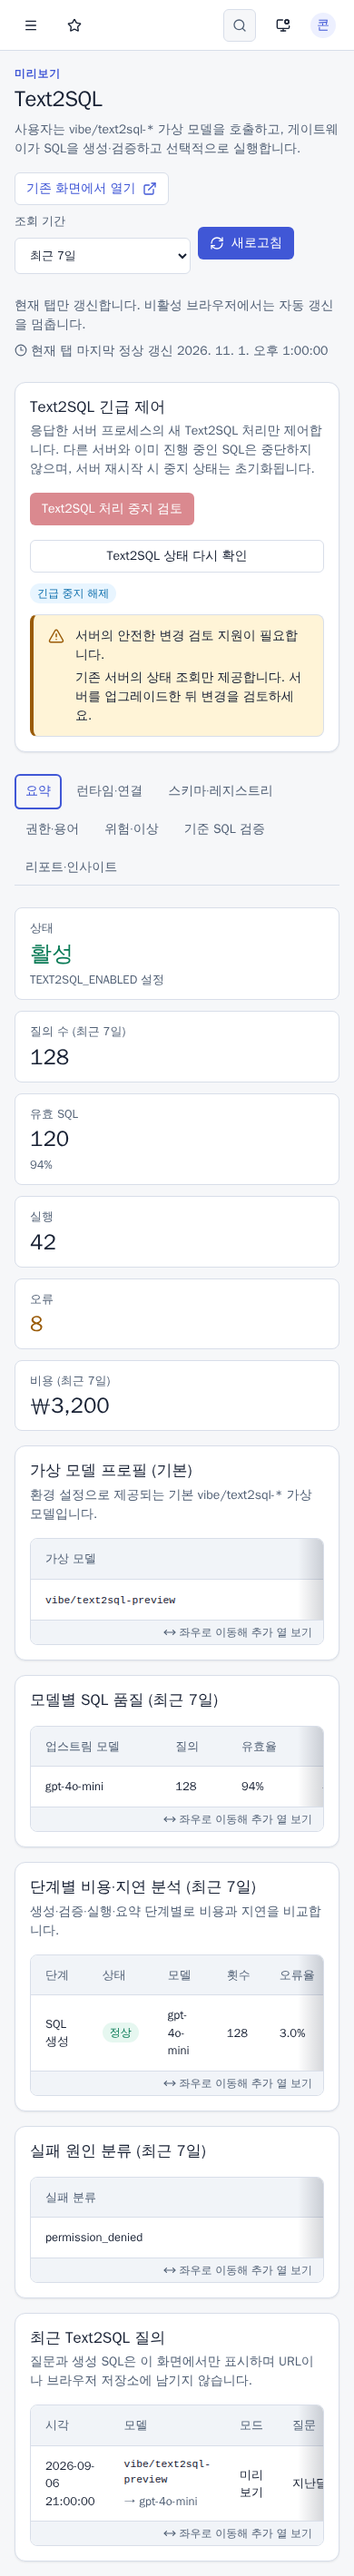 콘
미리보기
Text2SQL
사용자는 vibe/text2sql-* 가상 모델을 호출하고, 게이트웨
이가 SQL을 생성·검증하고 선택적으로 실행합니다.
기존 화면에서 열기
조회 기간
최근 7일
새로고침
현재 탭만 갱신합니다. 비활성 브라우저에서는 자동 갱신
을 멈춥니다.
현재 탭 마지막 정상 갱신 2026. 11. 1. 오후 1:00:00
Text2SQL 긴급 제어
응답한 서버 프로세스의 새 Text2SQL 처리만 제어합니
다. 다른 서버와 이미 진행 중인 SQL은 중단하지
않으며, 서버 재시작 시 중지 상태는 초기화됩니다.
Text2SQL 처리 중지 검토
Text2SQL 상태 다시 확인
긴급 중지 해제
서버의 안전한 변경 검토 지원이 필요합니
다.
기존 서버의 상태 조회만 제공합니다. 서
버를 업그레이드한 뒤 변경을 검토하세
요.
요약
런타임·연결
스키마·레지스트리
권한·용어
위험·이상
기준 SQL 검증
리포트·인사이트
상태
활성
TEXT2SQL_ENABLED 설정
질의 수 (최근 7일)
128
유효 SQL
120
94%
실행
42
오류
8
비용 (최근 7일)
₩3,200
가상 모델 프로필 (기본)
환경 설정으로 제공되는 기본 vibe/text2sql-* 가상
모델입니다.
가상 모델
vibe/text2sql-preview
좌우로 이동해 추가 열 보기
모델별 SQL 품질 (최근 7일)
업스트림 모델 질의 유효율
gpt-4o-mini 128 94%
좌우로 이동해 추가 열 보기
단계별 비용·지연 분석 (최근 7일)
생성·검증·실행·요약 단계별로 비용과 지연을 비교합니
다.
단계 상태 모델 횟수 오류율
SQL
생성
정상
gpt-
4o-
mini
128
3.0%
좌우로 이동해 추가 열 보기
실패 원인 분류 (최근 7일)
실패 분류
permission_denied
좌우로 이동해 추가 열 보기
최근 Text2SQL 질의
질문과 생성 SQL은 이 화면에서만 표시하며 URL이
나 브라우저 저장소에 남기지 않습니다.
시각 모델 모드 질문
2026-09-
06
21:00:00
vibe/text2sql-
preview
→ gpt-4o-mini
미리
보기
지난달
좌우로 이동해 추가 열 보기